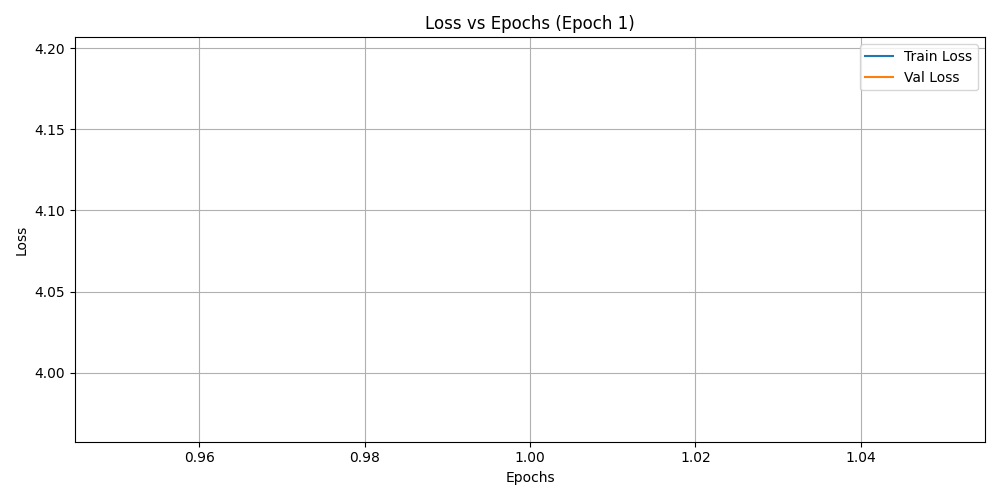 Loss vs Epochs (Epoch 1)
Train Loss
Val Loss
4.20
4.15
4.10
4.05
4.00
Loss
0.96 0.98 1.00 1.02 1.04
Epochs